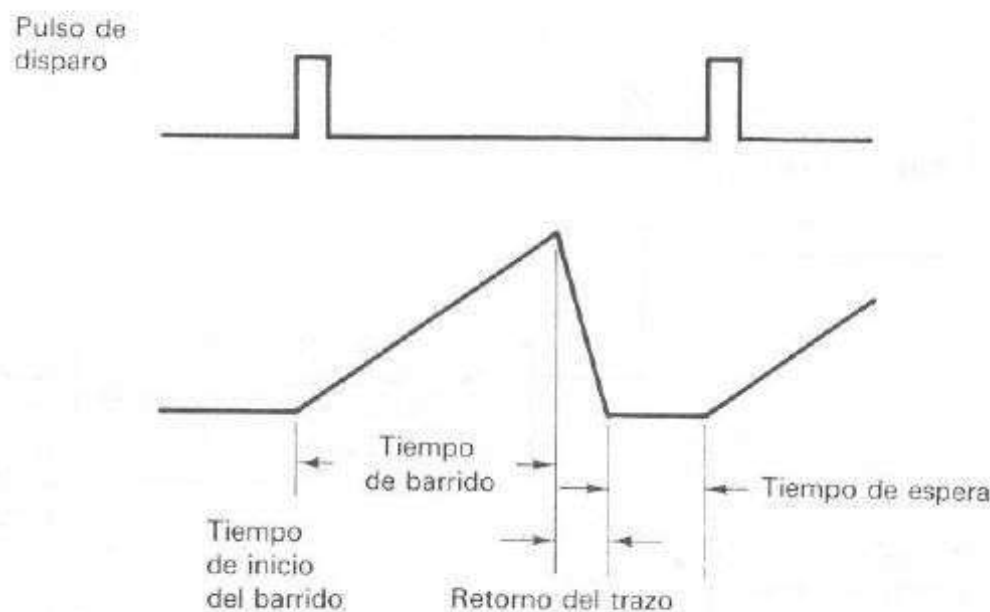 Pulso de
disparo
Tiempo
de barrido
Tiempo de espera
Tiempo
de inicio
del barrido
Retorno del trazo